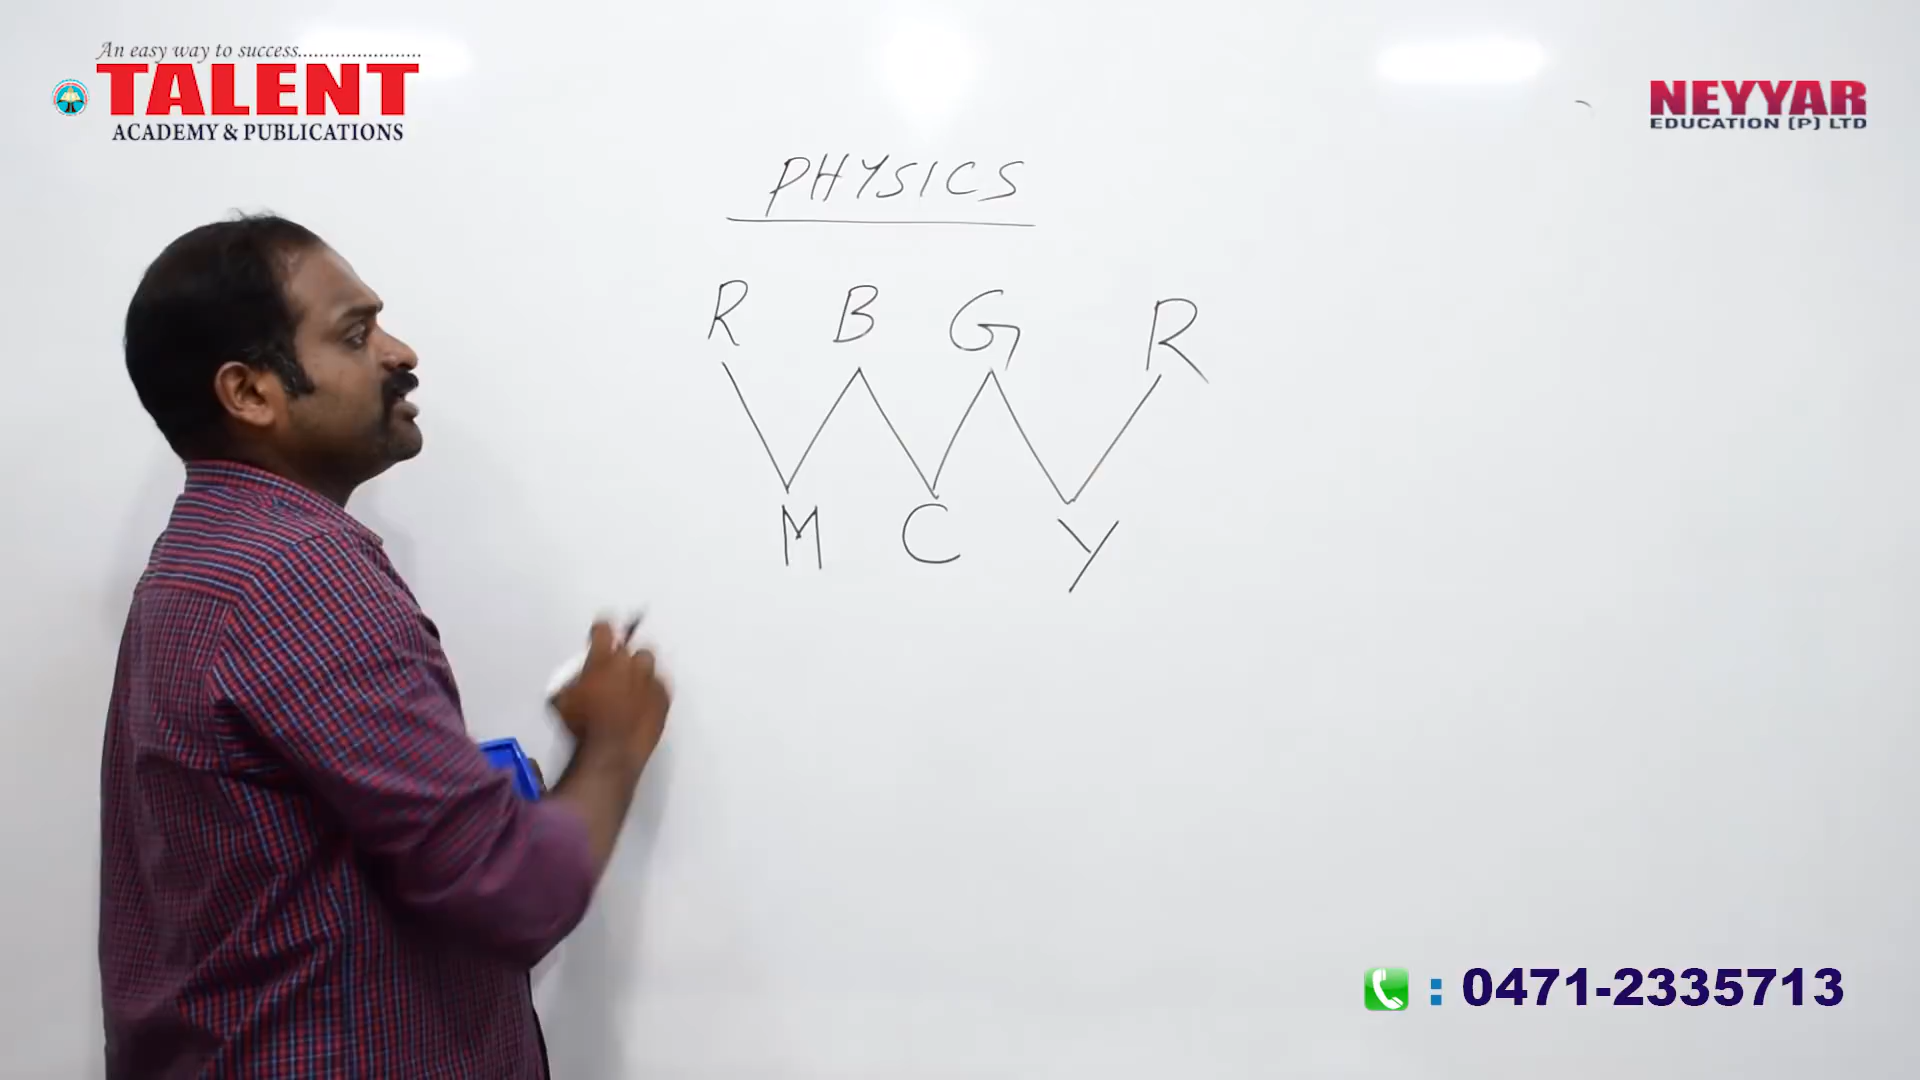 An easy way to success.......................
TALENT
ACADEMY & PUBLICATIONS
NEYYAR
EDUCATION (P) LTD
PHYSICS
R B G R
M C Y
: 0471-2335713